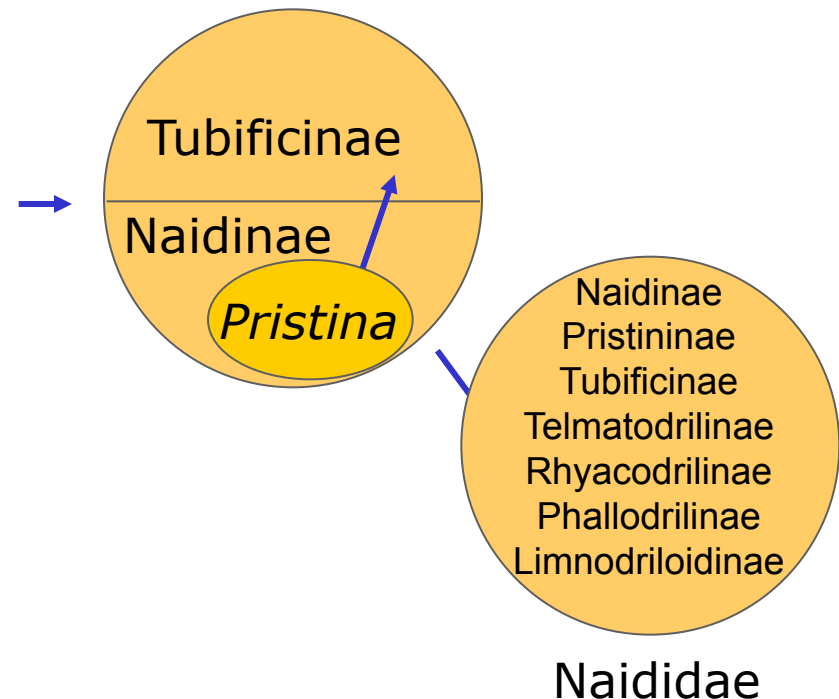 Tubificinae
Naidinae
Pristina
Naidinae
Pristininae
Tubificinae
Telmatodrilinae
Rhyacodrilinae
Phallodrilinae
Limnodriloidinae
Naididae